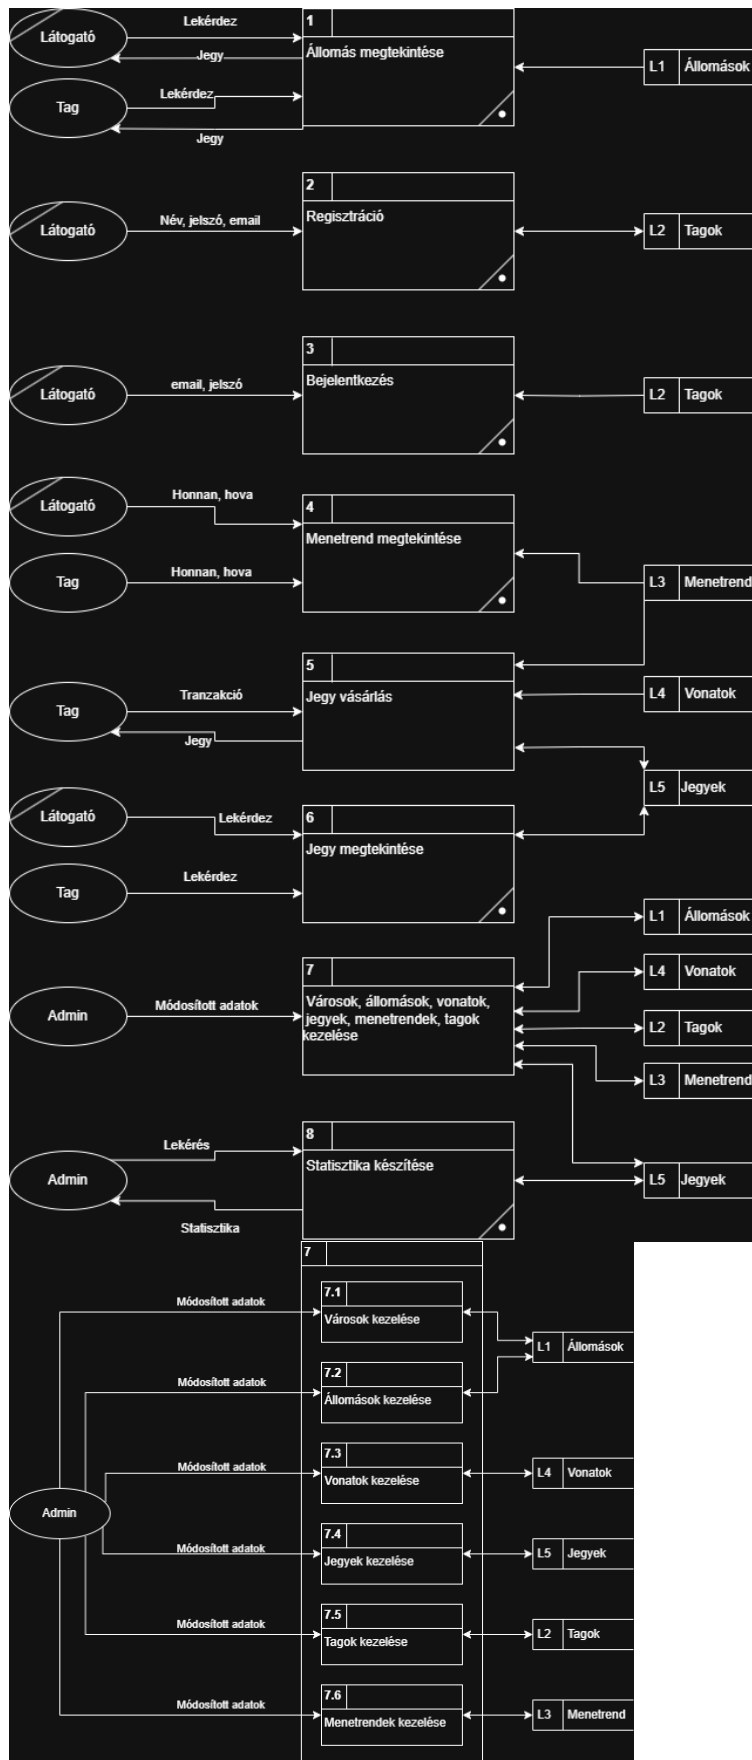 Látogató
Lekérdez
Jegy
1
Állomás megtekintése
L1 Állomások
Tag
Lekérdez
Jegy
Látogató
Név, jelszó, email
2
Regisztráció
L2 Tagok
Látogató
email, jelszó
3
Bejelentkezés
L2 Tagok
Látogató
Honnan, hova
4
Menetrend megtekintése
Tag
Honnan, hova
L3 Menetrend
Tag
Tranzakció
Jegy
5
Jegy vásárlás
L4 Vonatok
L5 Jegyek
Látogató
Lekérdez
6
Jegy megtekintése
Tag
Lekérdez
L1 Állomások
Admin
Módosított adatok
7
Városok, állomások, vonatok,
jegyek, menetrendek, tagok
kezelése
L4 Vonatok
L2 Tagok
L3 Menetrend
Admin
Lekérés
Statisztika
8
Statisztika készítése
L5 Jegyek
7
Módosított adatok
7.1
Városok kezelése
L1 Állomások
Módosított adatok
7.2
Állomások kezelése
Módosított adatok
7.3
Vonatok kezelése
L4 Vonatok
Admin
Módosított adatok
7.4
Jegyek kezelése
L5 Jegyek
Módosított adatok
7.5
Tagok kezelése
L2 Tagok
Módosított adatok
7.6
Menetrendek kezelése
L3 Menetrend